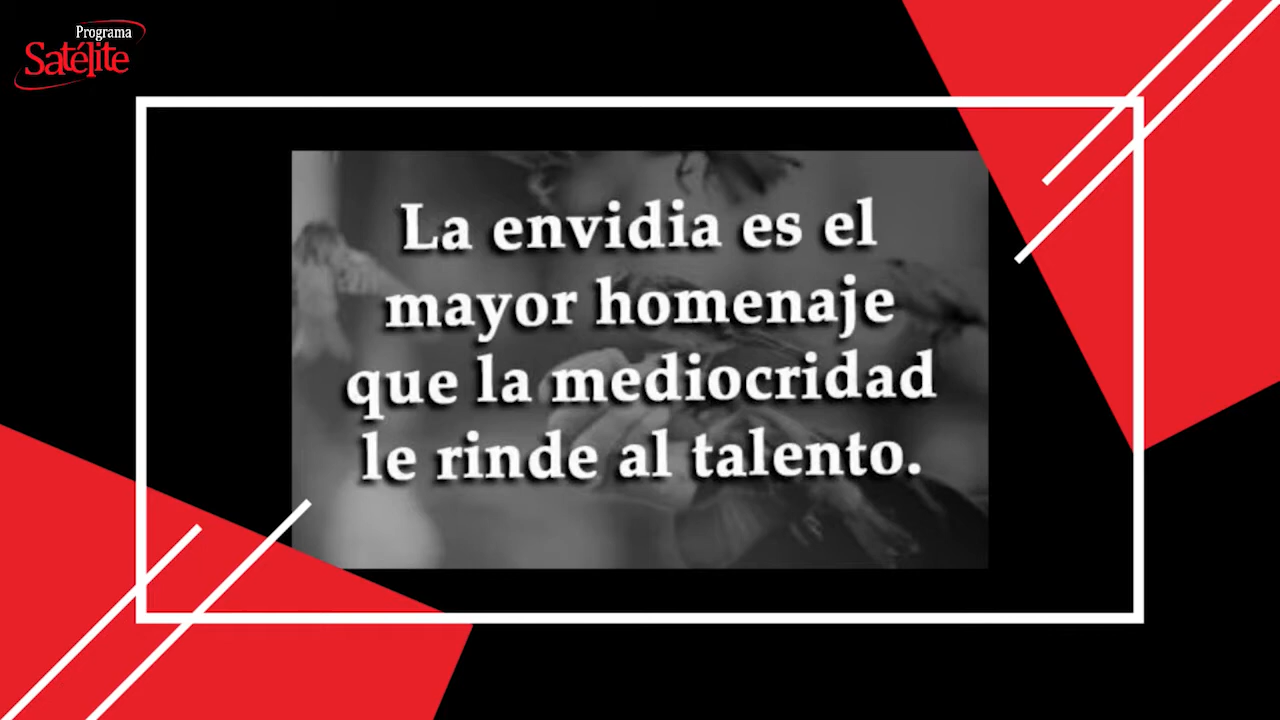 Programa
Satélite
La envidia es el
mayor homenaje
que la mediocridad
le rinde al talento.